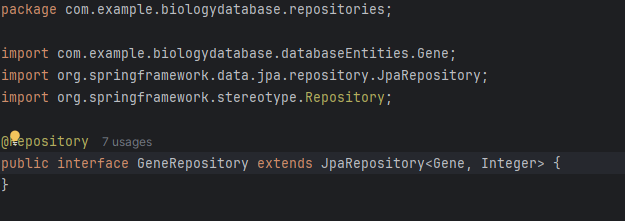 package com.example.biologydatabase.repositories;
import com.example.biologydatabase.databaseEntities.Gene;
import org.springframework.data.jpa.repository.JpaRepository;
import org.springframework.stereotype.Repository;
@Repository 7 usages
public interface GeneRepository extends JpaRepository<Gene, Integer> {
}